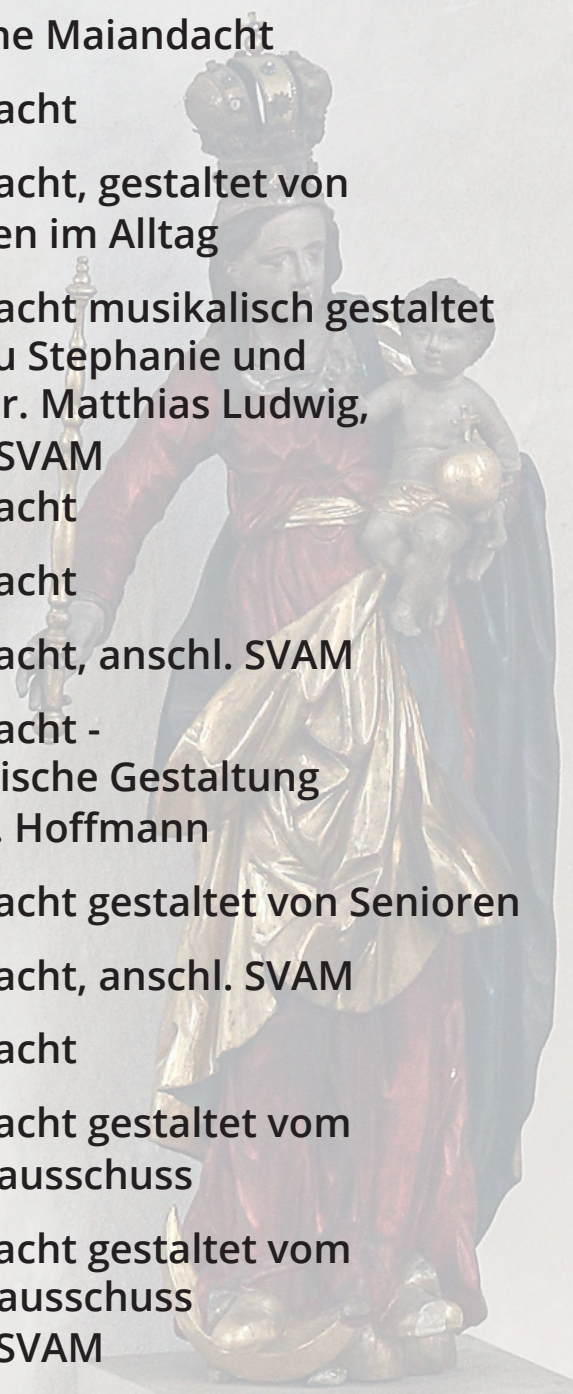 ne Maiandacht
acht
acht, gestaltet von
en im Alltag
acht musikalisch gestaltet
u Stephanie und
r. Matthias Ludwig,
SVAM
acht
acht
acht, anschl. SVAM
acht -
ische Gestaltung
. Hoffmann
acht gestaltet von Senioren
acht, anschl. SVAM
acht
acht gestaltet vom
ausschuss
acht gestaltet vom
ausschuss
SVAM